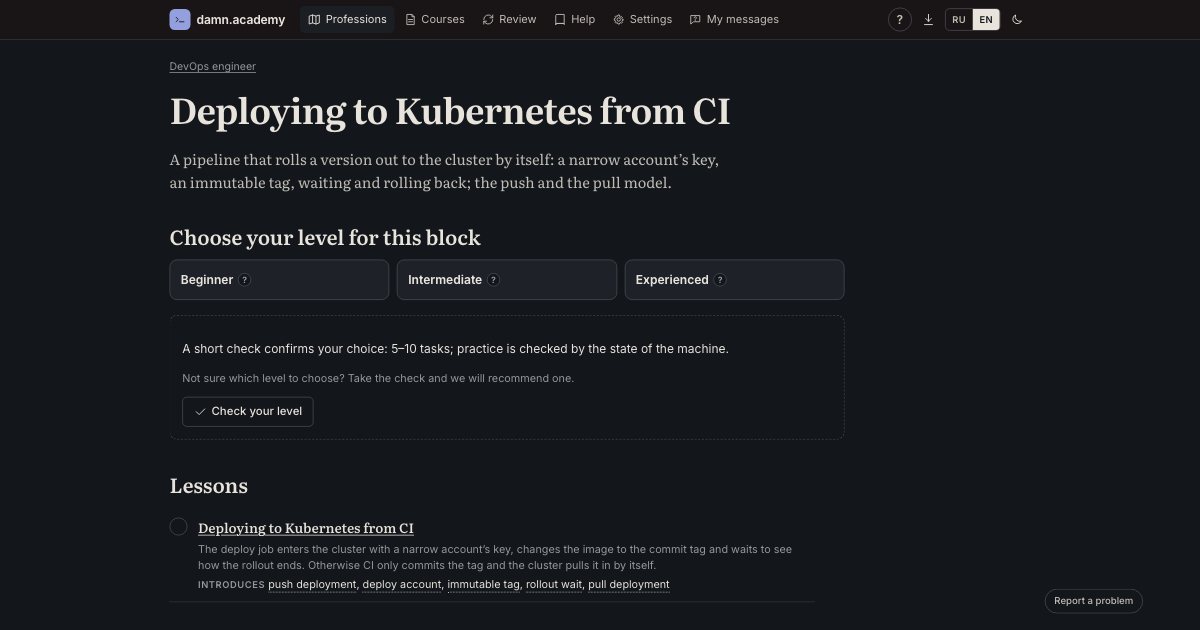 damn.academy Professions Courses Review Help Settings My messages ? RU EN
DevOps engineer
Deploying to Kubernetes from CI
A pipeline that rolls a version out to the cluster by itself: a narrow account’s key,
an immutable tag, waiting and rolling back; the push and the pull model.
Choose your level for this block
Beginner ? Intermediate ? Experienced ?
A short check confirms your choice: 5–10 tasks; practice is checked by the state of the machine.
Not sure which level to choose? Take the check and we will recommend one.
Check your level
Lessons
Deploying to Kubernetes from CI
The deploy job enters the cluster with a narrow account’s key, changes the image to the commit tag and waits to see
how the rollout ends. Otherwise CI only commits the tag and the cluster pulls it in by itself.
INTRODUCES push deployment, deploy account, immutable tag, rollout wait, pull deployment
Report a problem